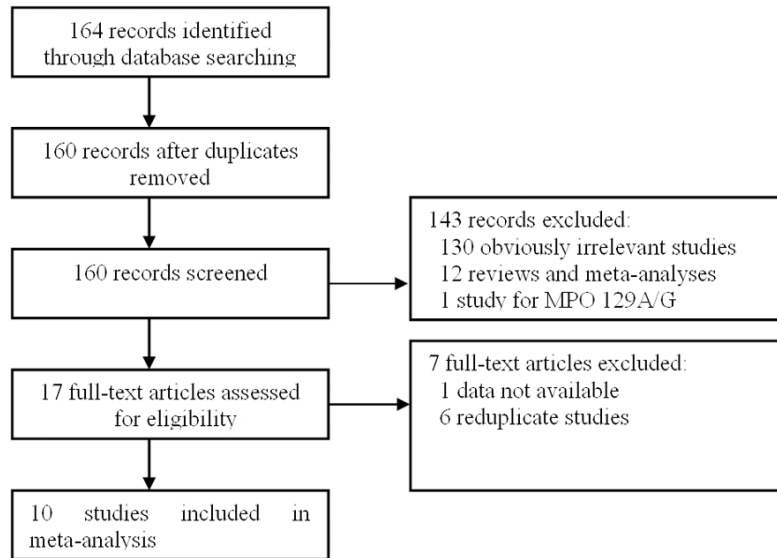 164 records identified
through database searching
160 records after duplicates
removed
160 records screened
143 records excluded:
130 obviously irrelevant studies
12 reviews and meta-analyses
1 study for MPO 129A/G
17 full-text articles assessed
for eligibility
7 full-text articles excluded:
1 data not available
6 reduplicate studies
10 studies included in
meta-analysis